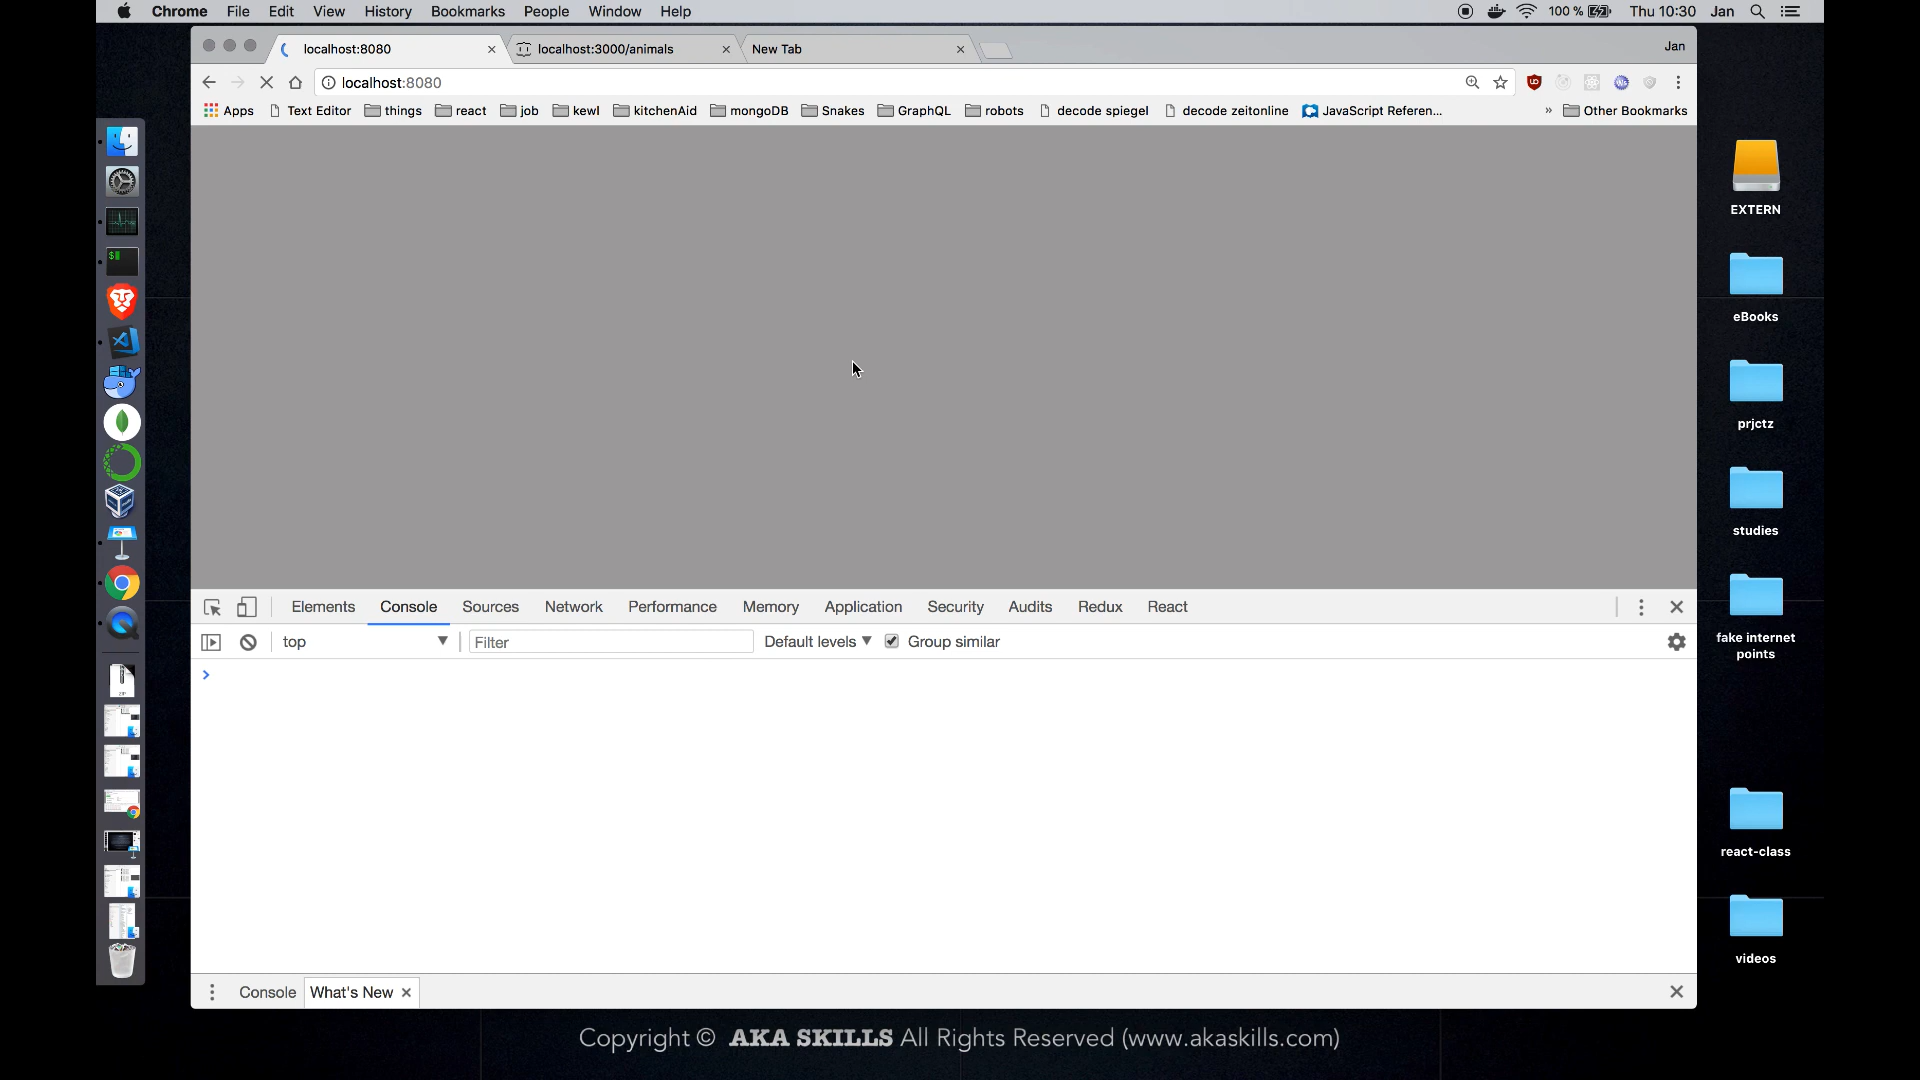 Chrome File Edit View History Bookmarks People Window Help 100 % Thu 10:30 Jan
localhost:8080 localhost:3000/animals New Tab Jan
localhost:8080
Apps Text Editor things react job kewl kitchenAid mongoDB Snakes GraphQL robots decode spiegel decode zeitonline JavaScript Referen... » Other Bookmarks
EXTERN
eBooks
prjctz
studies
fake internet
points
react-class
videos
Elements Console Sources Network Performance Memory Application Security Audits Redux React
top Filter Default levels Group similar
Console What's New
Copyright © AKA SKILLS All Rights Reserved (www.akaskills.com)